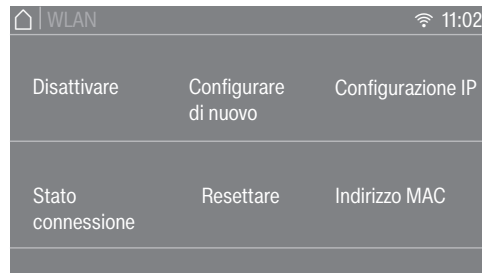 WLAN 11:02
Disattivare Configurare di nuovo Configurazione IP
Stato connessione Resettare Indirizzo MAC